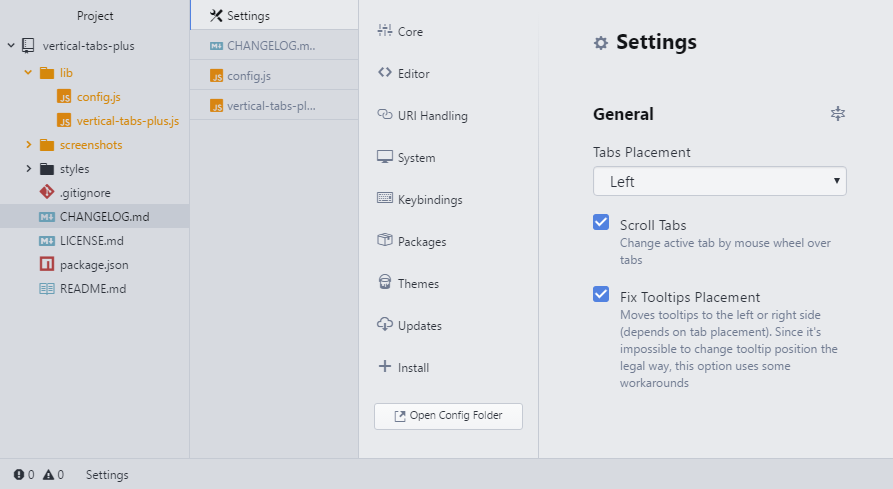 Project
vertical-tabs-plus
lib
config.js
vertical-tabs-plus.js
screenshots
styles
.gitignore
CHANGELOG.md
LICENSE.md
package.json
README.md
Settings
CHANGELOG.m..
config.js
vertical-tabs-pl...
Core
Editor
URI Handling
System
Keybindings
Packages
Themes
Updates
Install
Open Config Folder
Settings
General
Tabs Placement
Left
Scroll Tabs
Change active tab by mouse wheel over
tabs
Fix Tooltips Placement
Moves tooltips to the left or right side
(depends on tab placement). Since it's
impossible to change tooltip position the
legal way, this option uses some
workarounds
0 0 Settings